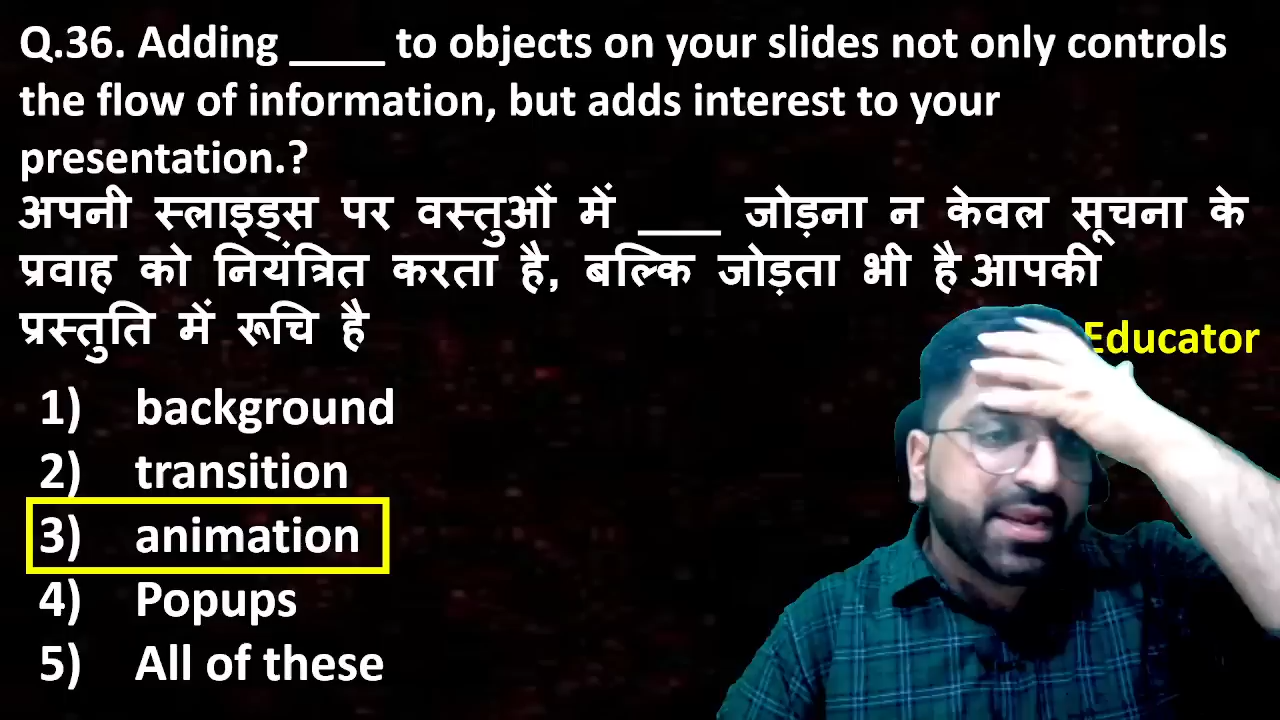 Q.36. Adding ____ to objects on your slides not only controls
the flow of information, but adds interest to your
presentation.?
अपनी स्लाइड्स पर वस्तुओं में ___ जोड़ना न केवल सूचना के
प्रवाह को नियंत्रित करता है, बल्कि जोड़ता भी है आपकी
प्रस्तुति में रूचि है
Educator
1) background
2) transition
3) animation
4) Popups
5) All of these